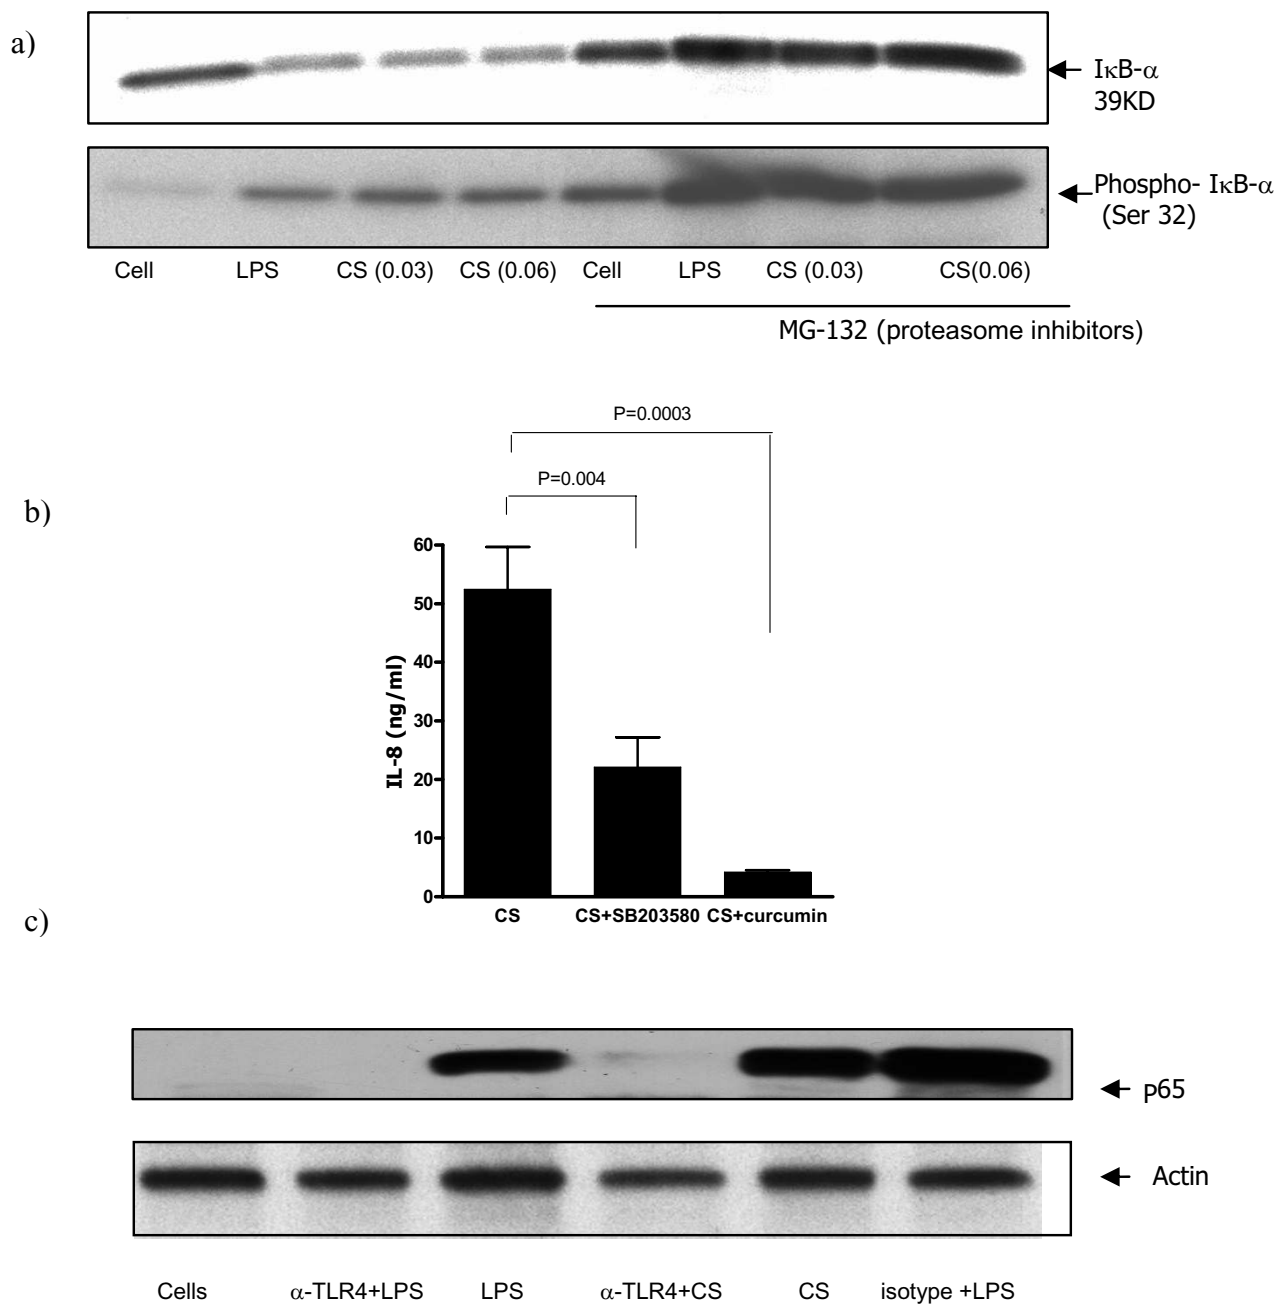 a)
IκB-α
39KD
Phospho- IκB-α
(Ser 32)
Cell LPS CS (0.03) CS (0.06) Cell LPS CS (0.03) CS(0.06)
MG-132 (proteasome inhibitors)
b)
P=0.0003
P=0.004
IL-8 (ng/ml)
60
50
40
30
20
10
0
CS CS+SB203580 CS+curcumin
c)
p65
Actin
Cells α-TLR4+LPS LPS α-TLR4+CS CS isotype +LPS